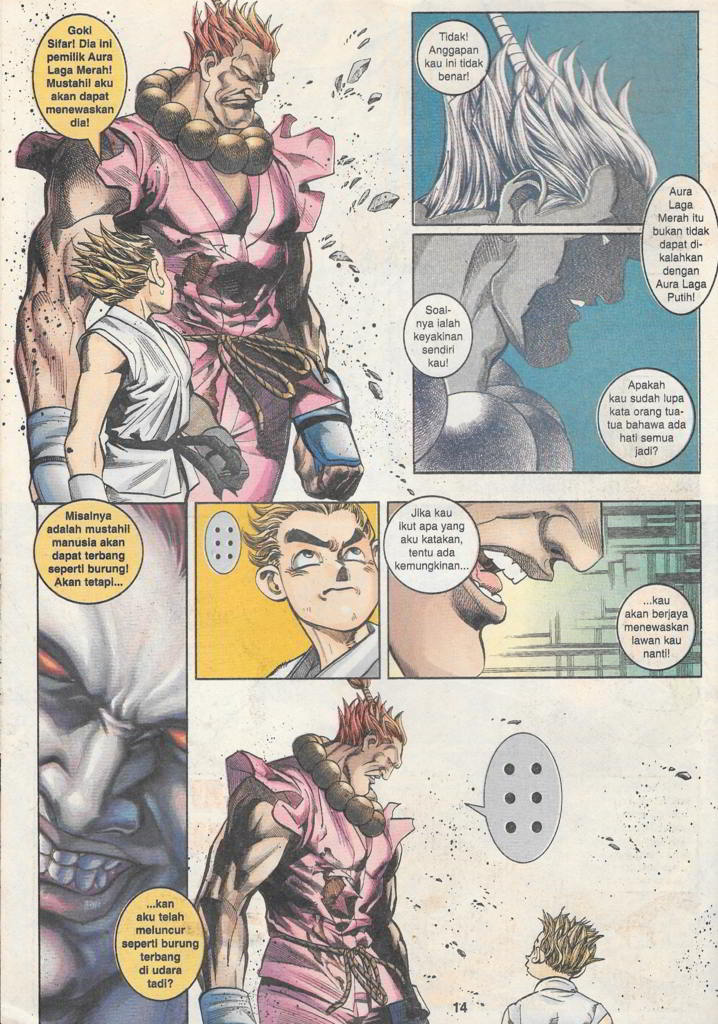 Goki
Sifar! Dia ini
pemilik Aura
Laga Merah!
Mustahil aku
akan dapat
menewaskan
dia!
Tidak!
Anggapan
kau ini tidak
benar!
Aura
Laga
Merah itu
bukan tidak
dapat di-
kalahkan
dengan
Aura Laga
Putih!
Soal-
nya ialah
keyakinan
sendiri
kau!
Apakah
kau sudah lupa
kata orang tua-
tua bahawa ada
hati semua
jadi?
Misalnya
adalah mustahil
manusia akan
dapat terbang
seperti burung!
Akan tetapi...
Jika kau
ikut apa yang
aku katakan,
tentu ada
kemungkinan...
...kau
akan berjaya
menewaskan
lawan kau
nanti!
...kan
aku telah
meluncur
seperti burung
terbang
di udara
tadi?
14